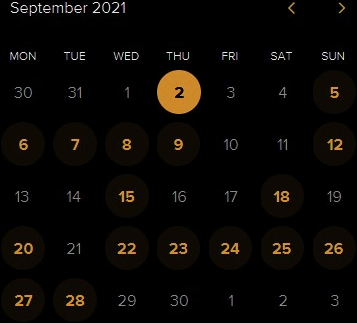 September 2021 < >
MON TUE WED THU FRI SAT SUN
30 31 1 2 3 4 5
6 7 8 9 10 11 12
13 14 15 16 17 18 19
20 21 22 23 24 25 26
27 28 29 30 1 2 3